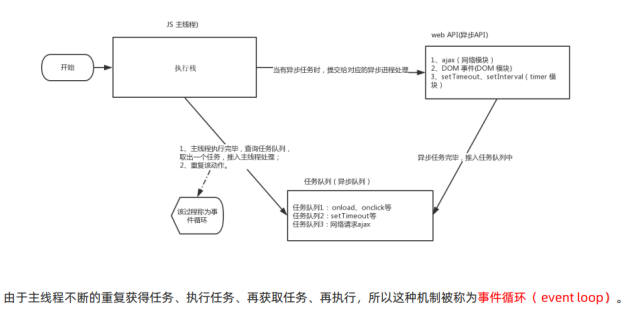 JS 主线程)
web API(异步API)
开始
执行栈
当有异步任务时，提交给对应的异步进程处理
1、ajax（网络模块）
2、DOM 事件(DOM 模块)
3、setTimeout、setInterval（timer 模
块）
1、主线程执行完毕，查询任务队列，
取出一个任务，推入主线程处理；
2、重复该动作。
异步任务完毕，推入任务队列中
任务队列（异步队列）
任务队列1：onload、onclick等
任务队列2：setTimeout等
任务队列3：网络请求ajax
该过程称为事
件循环
由于主线程不断的重复获得任务、执行任务、再获取任务、再执行，所以这种机制被称为事件循环（ event loop）。